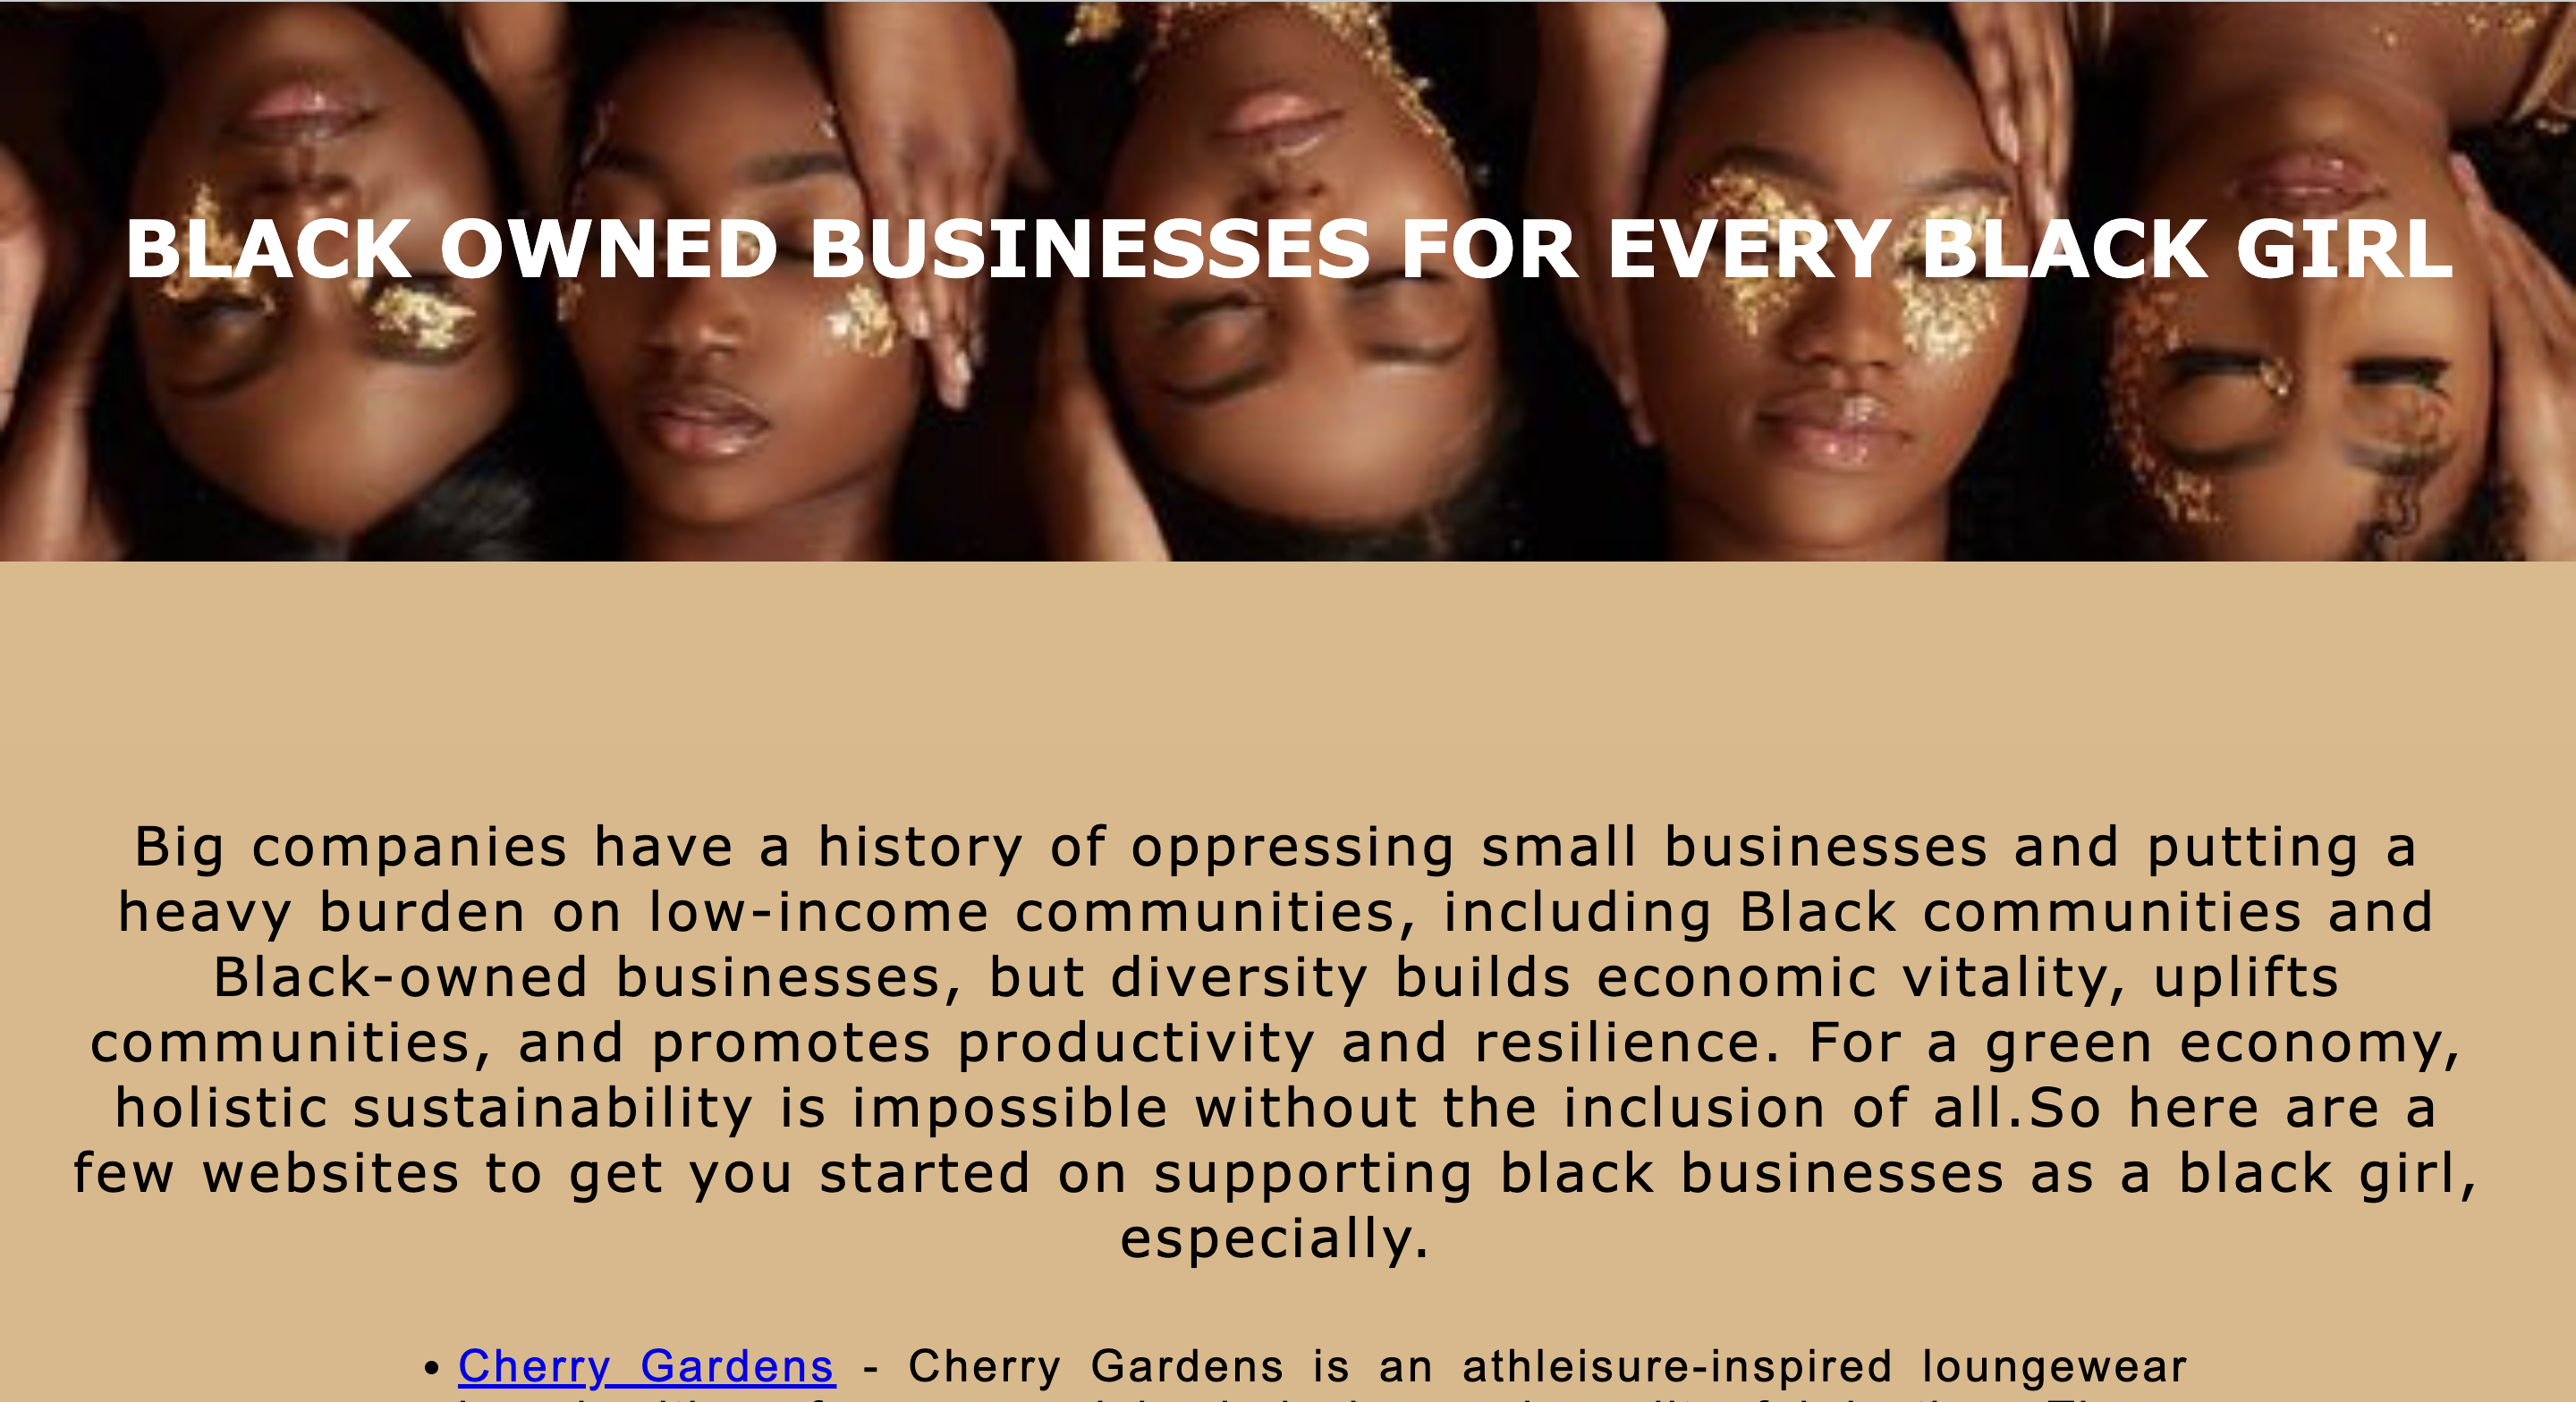 BLACK OWNED BUSINESSES FOR EVERY BLACK GIRL
Big companies have a history of oppressing small businesses and putting a
heavy burden on low-income communities, including Black communities and
Black-owned businesses, but diversity builds economic vitality, uplifts
communities, and promotes productivity and resilience. For a green economy,
holistic sustainability is impossible without the inclusion of all.So here are a
few websites to get you started on supporting black businesses as a black girl,
especially.
• Cherry Gardens - Cherry Gardens is an athleisure-inspired loungewear